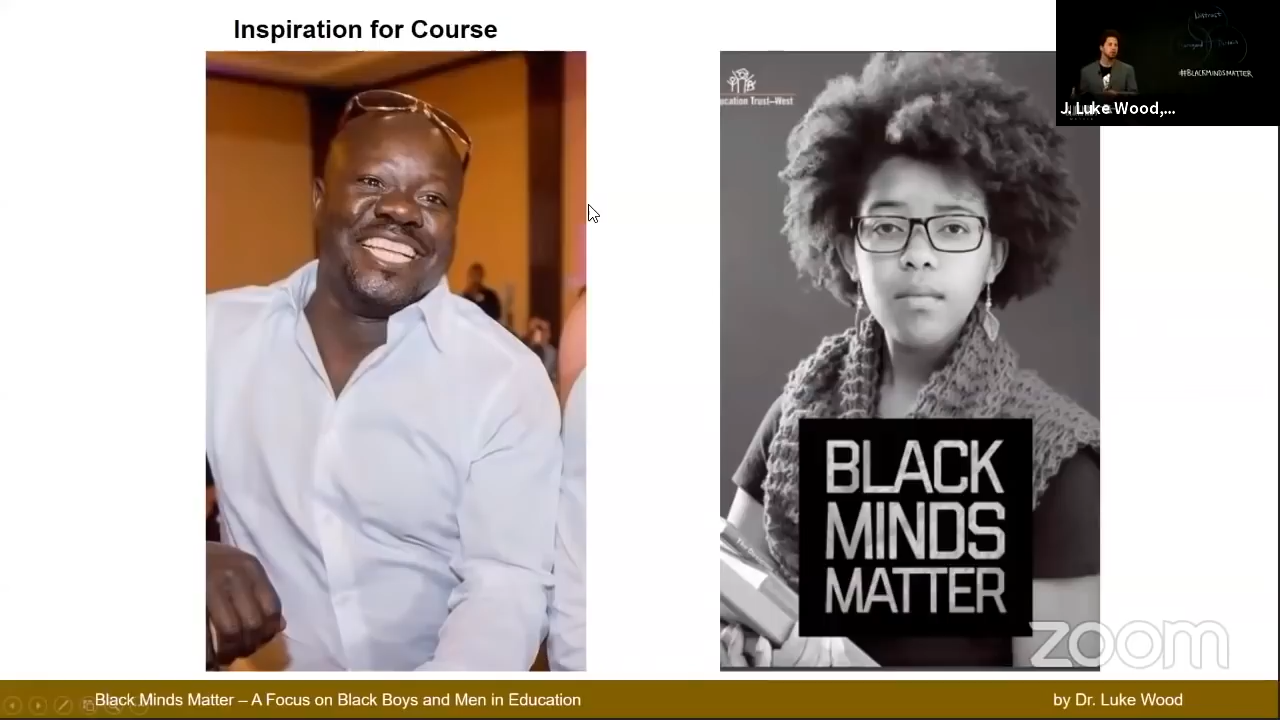 Inspiration for Course
ucation Trust–West
#BLACKMINDSMATTER
J. Luke Wood,...
BLACK
MINDS
MATTER
zoom
Black Minds Matter – A Focus on Black Boys and Men in Education
by Dr. Luke Wood